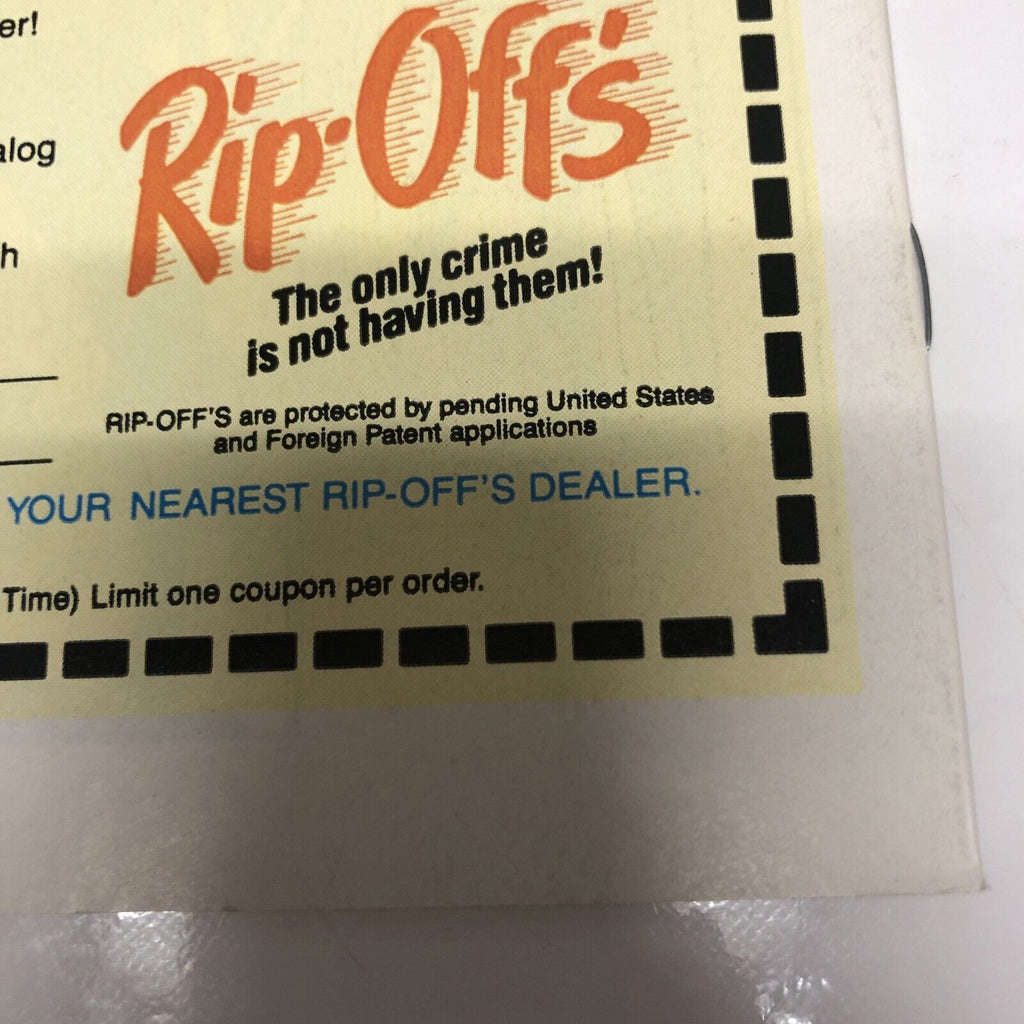 er!
Rip-Off's
alog
h
The only crime
is not having them!
RIP-OFF'S are protected by pending United States
and Foreign Patent applications
YOUR NEAREST RIP-OFF'S DEALER.
Time) Limit one coupon per order.